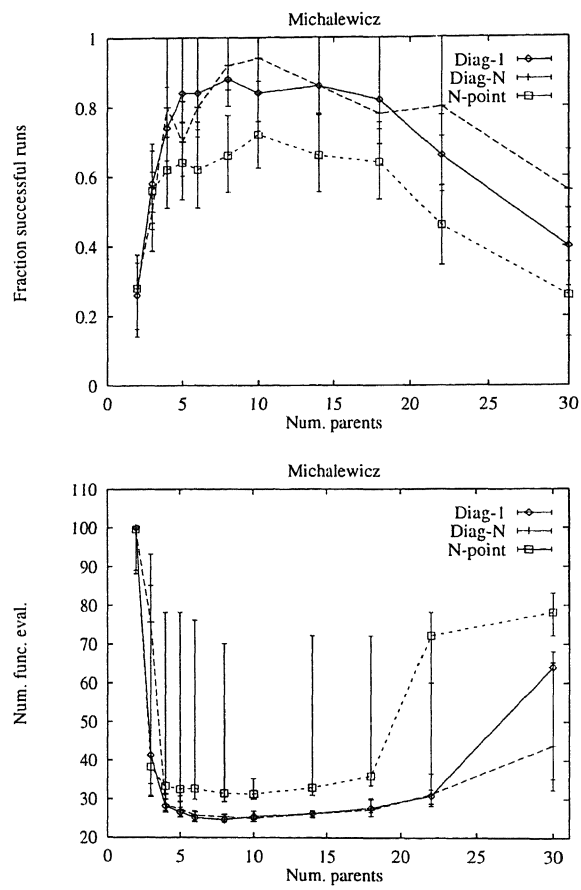 Michalewicz
1
0.8
0.6
0.4
0.2
0
Fraction successful runs
Diag-1
Diag-N
N-point
0 5 10 15 20 25 30
Num. parents
Michalewicz
110
100
90
80
70
60
50
40
30
20
Num. func. eval.
Diag-1
Diag-N
N-point
0 5 10 15 20 25 30
Num. parents